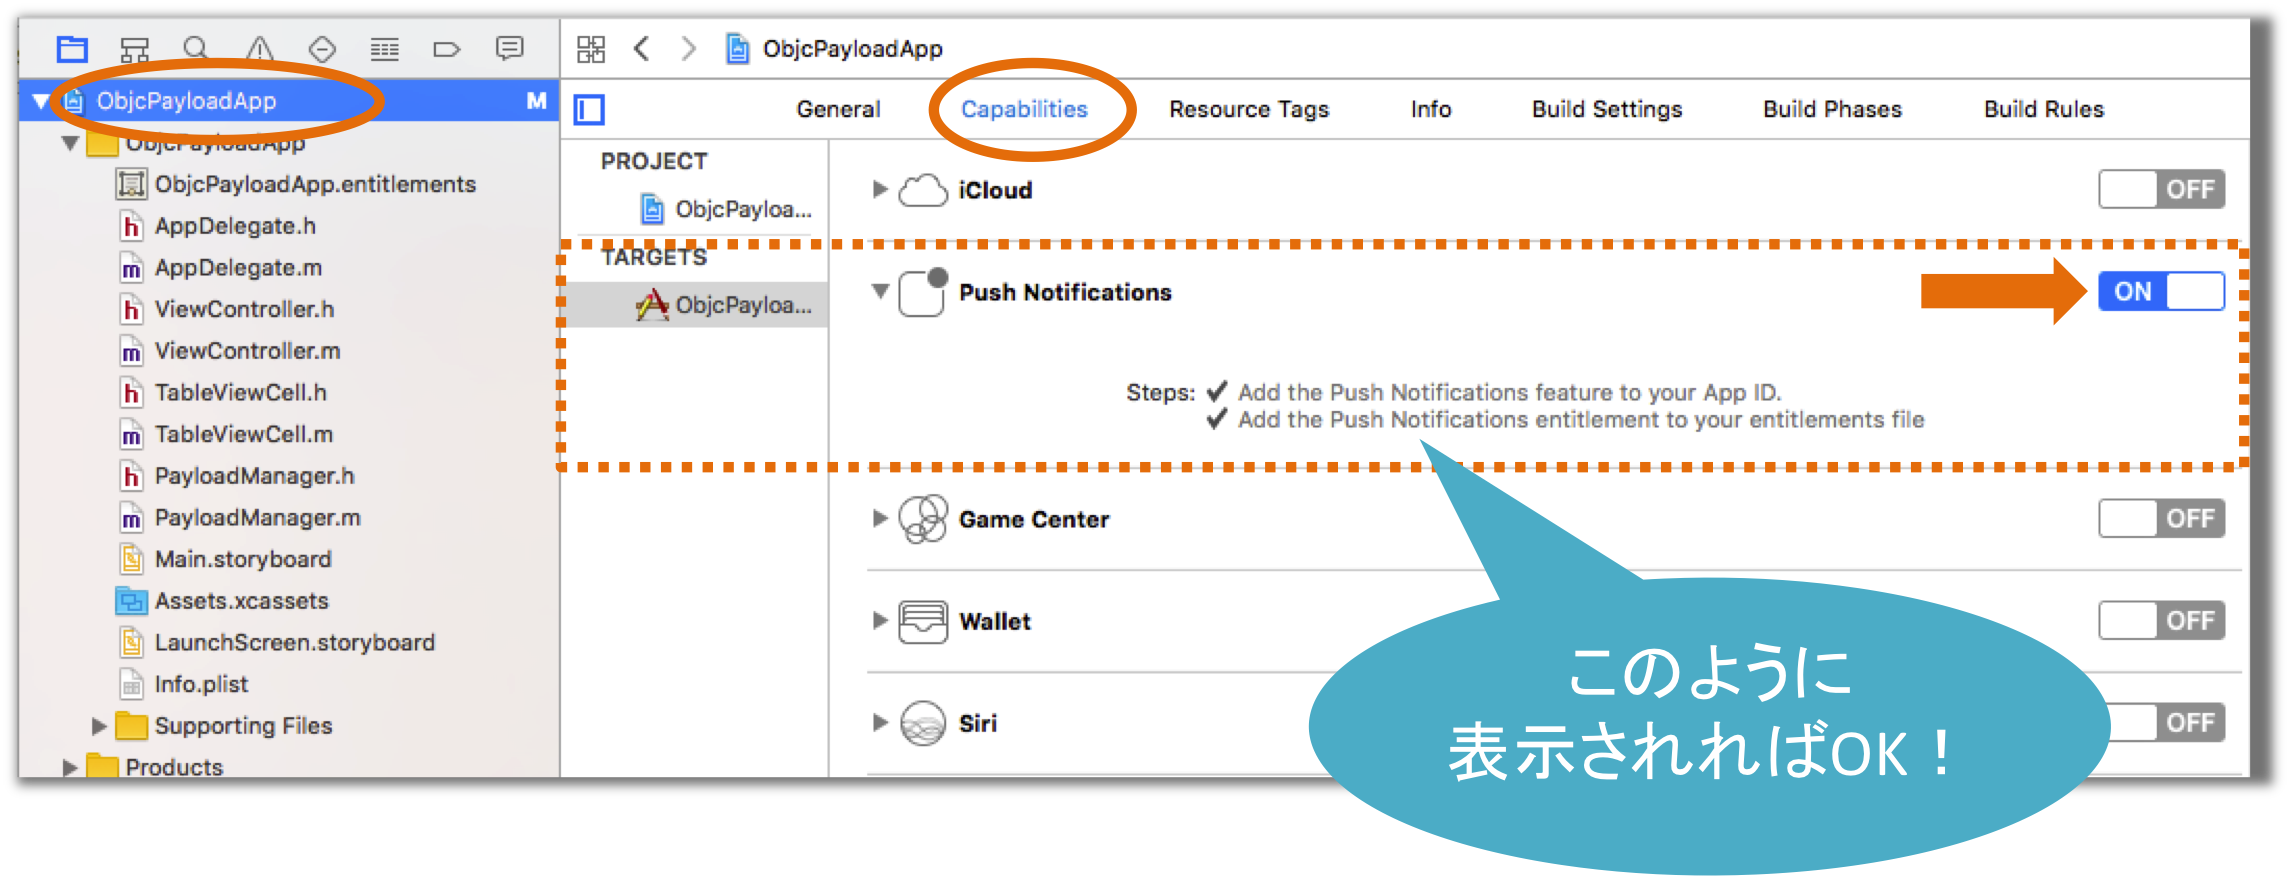 ObjcPayloadApp
ObjcPayloadApp M
General Capabilities Resource Tags Info Build Settings Build Phases Build Rules
ObjcPayloadApp
ObjcPayloadApp.entitlements
AppDelegate.h
AppDelegate.m
ViewController.h
ViewController.m
TableViewCell.h
TableViewCell.m
PayloadManager.h
PayloadManager.m
Main.storyboard
Assets.xcassets
LaunchScreen.storyboard
Info.plist
Supporting Files
Products
PROJECT
ObjcPayloa...
TARGETS
ObjcPayloa...
iCloud OFF
Push Notifications ON
Steps: ✔ Add the Push Notifications feature to your App ID.
✔ Add the Push Notifications entitlement to your entitlements file
Game Center OFF
Wallet OFF
Siri OFF
このように
表示されればOK！